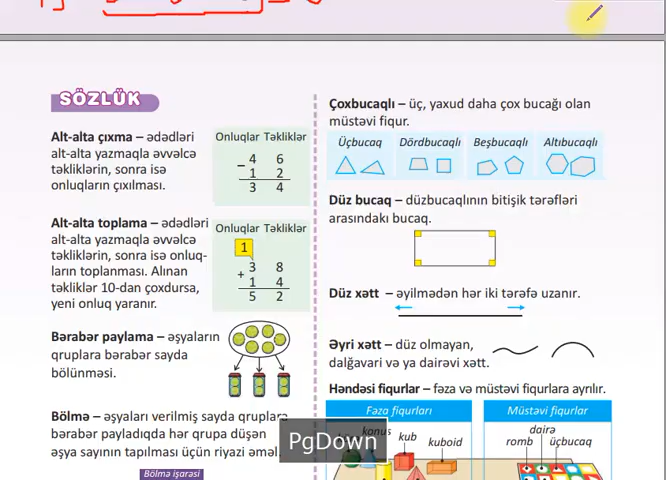 SÖZLÜK
Alt-alta çıxma – ədədləri
alt-alta yazmaqla əvvəlcə
təkliklərin, sonra isə
onluqların çıxılması.
Onluqlar Təkliklər
4 6
–
1 2
3 4
Alt-alta toplama – ədədləri
alt-alta yazmaqla əvvəlcə
təkliklərin, sonra isə onluq-
ların toplanması. Alınan
təkliklər 10-dan çoxdursa,
yeni onluq yaranır.
Onluqlar Təkliklər
1
3 8
+
1 4
5 2
Bərabər paylama – əşyaların
qruplara bərabər sayda
bölünməsi.
Bölmə – əşyaları verilmiş sayda qruplara
bərabər payladıqda hər qrupa düşən
əşya sayının tapılması üçün riyazi əməl.
Bölmə işarəsi
Çoxbucaqlı – üç, yaxud daha çox bucağı olan
müstəvi fiqur.
Üçbucaq Dördbucaqlı Beşbucaqlı Altıbucaqlı
Düz bucaq – düzbucaqlının bitişik tərəfləri
arasındakı bucaq.
Düz xətt – əyilmədən hər iki tərəfə uzanır.
Əyri xətt – düz olmayan,
dalğavari və ya dairəvi xətt.
Həndəsi fiqurlar – fəza və müstəvi fiqurlara ayrılır.
Fəza fiqurları
konus
kub
kuboid
Müstəvi fiqurlar
dairə
romb üçbucaq
PgDown